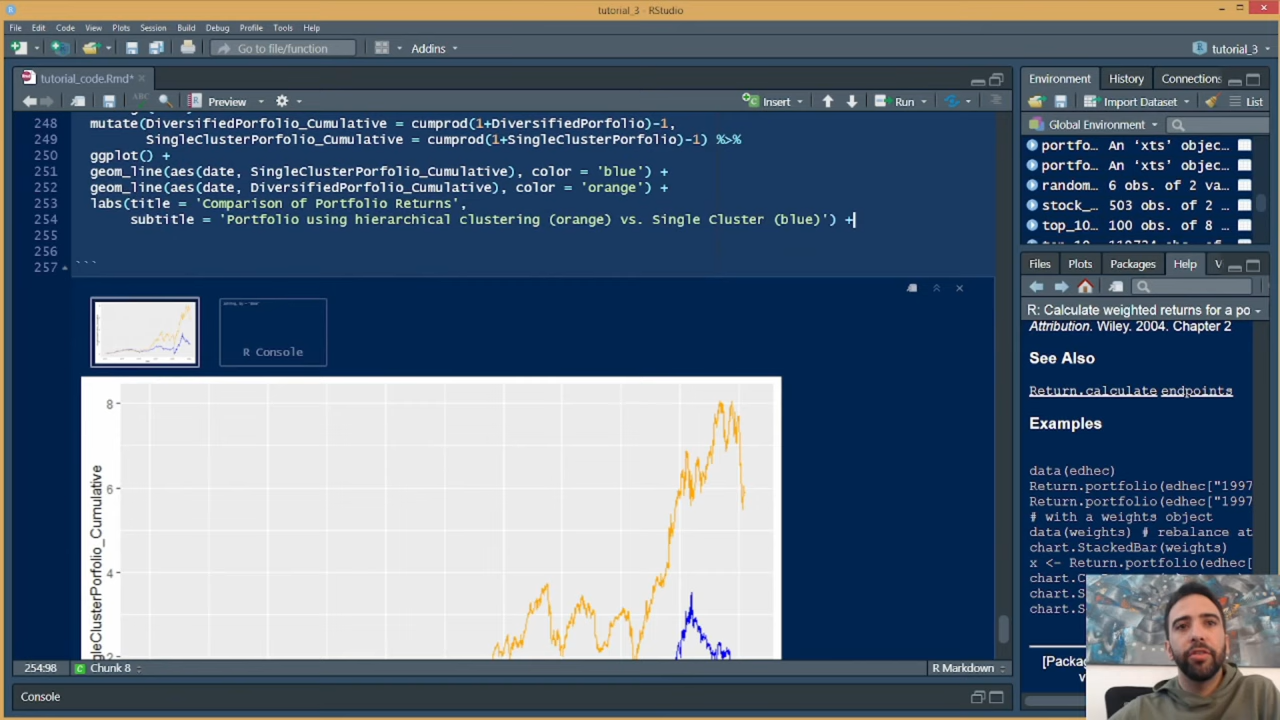 tutorial_3 - RStudio
File Edit Code View Plots Session Build Debug Profile Tools Help
Go to file/function Addins tutorial_3
tutorial_code.Rmd*
Preview Insert Run
248 mutate(DiversifiedPorfolio_Cumulative = cumprod(1+DiversifiedPorfolio)-1,
249 SingleClusterPorfolio_Cumulative = cumprod(1+SingleClusterPorfolio)-1) %>%
250 ggplot() +
251 geom_line(aes(date, SingleClusterPorfolio_Cumulative), color = 'blue') +
252 geom_line(aes(date, DiversifiedPorfolio_Cumulative), color = 'orange') +
253 labs(title = 'Comparison of Portfolio Returns',
254 subtitle = 'Portfolio using hierarchical clustering (orange) vs. Single Cluster (blue)') +
255
256
257 ```
R Console
8
6
4
2
gleClusterPorfolio_Cumulative
254:98 Chunk 8 R Markdown
Console
Environment History Connections
Import Dataset List
Global Environment
portfo… An 'xts' objec…
portfo… An 'xts' objec…
random… 6 obs. of 2 va…
stock_… 503 obs. of 2 …
top_10… 100 obs. of 8 …
Files Plots Packages Help V
R: Calculate weighted returns for a po
Attribution. Wiley. 2004. Chapter 2
See Also
Return.calculate endpoints
Examples
data(edhec)
Return.portfolio(edhec["1997
Return.portfolio(edhec["1997
# with a weights object
data(weights) # rebalance at
chart.StackedBar(weights)
x <- Return.portfolio(edhec[
chart.C
chart.S
chart.S
[Packa
v